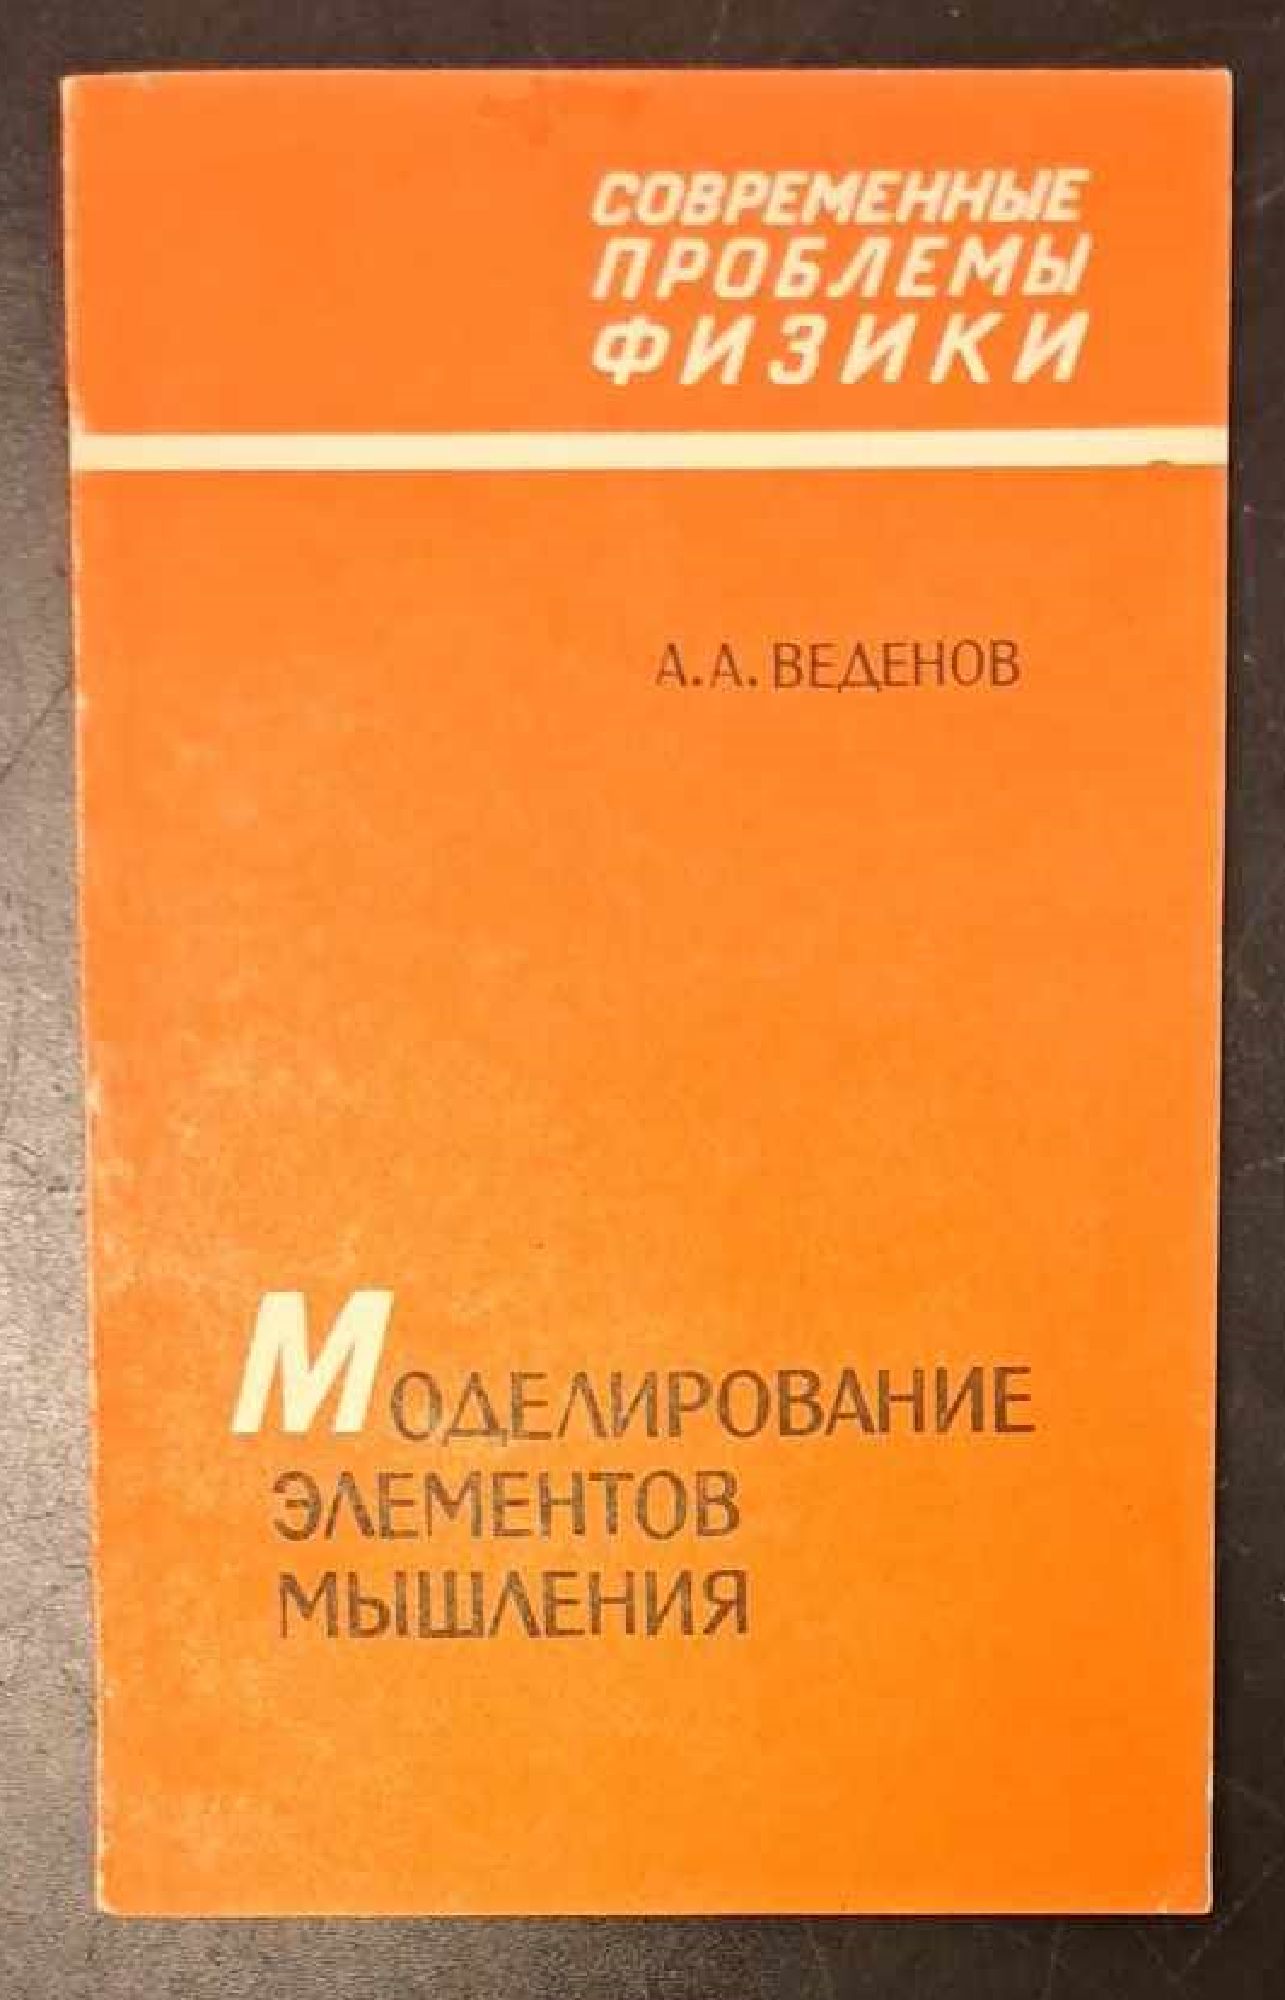 СОВРЕМЕННЫЕ
ПРОБЛЕМЫ
ФИЗИКИ
А.А. ВЕДЕНОВ
МОДЕЛИРОВАНИЕ
ЭЛЕМЕНТОВ
МЫШЛЕНИЯ